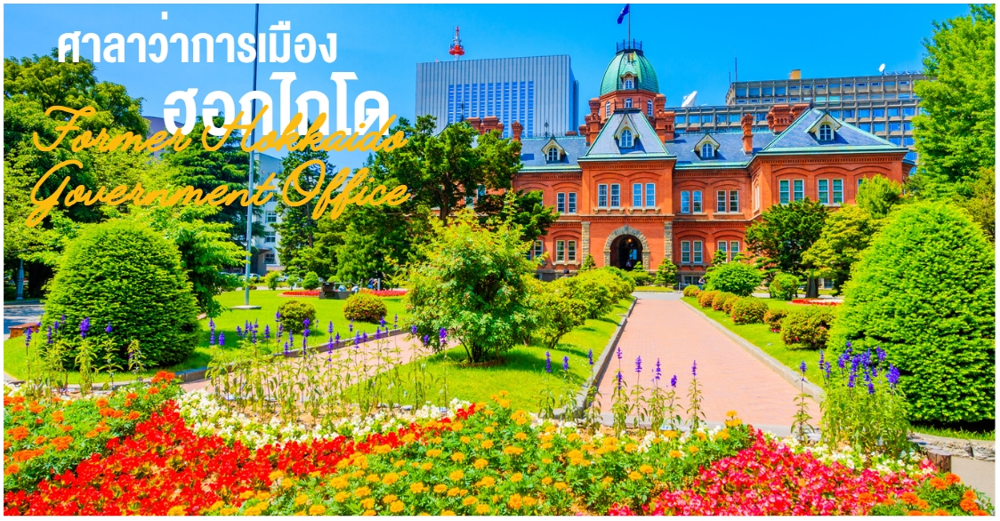 ศาลาว่าการเมือง
ฮอกไกโด
Former Hokkaido
Government Office